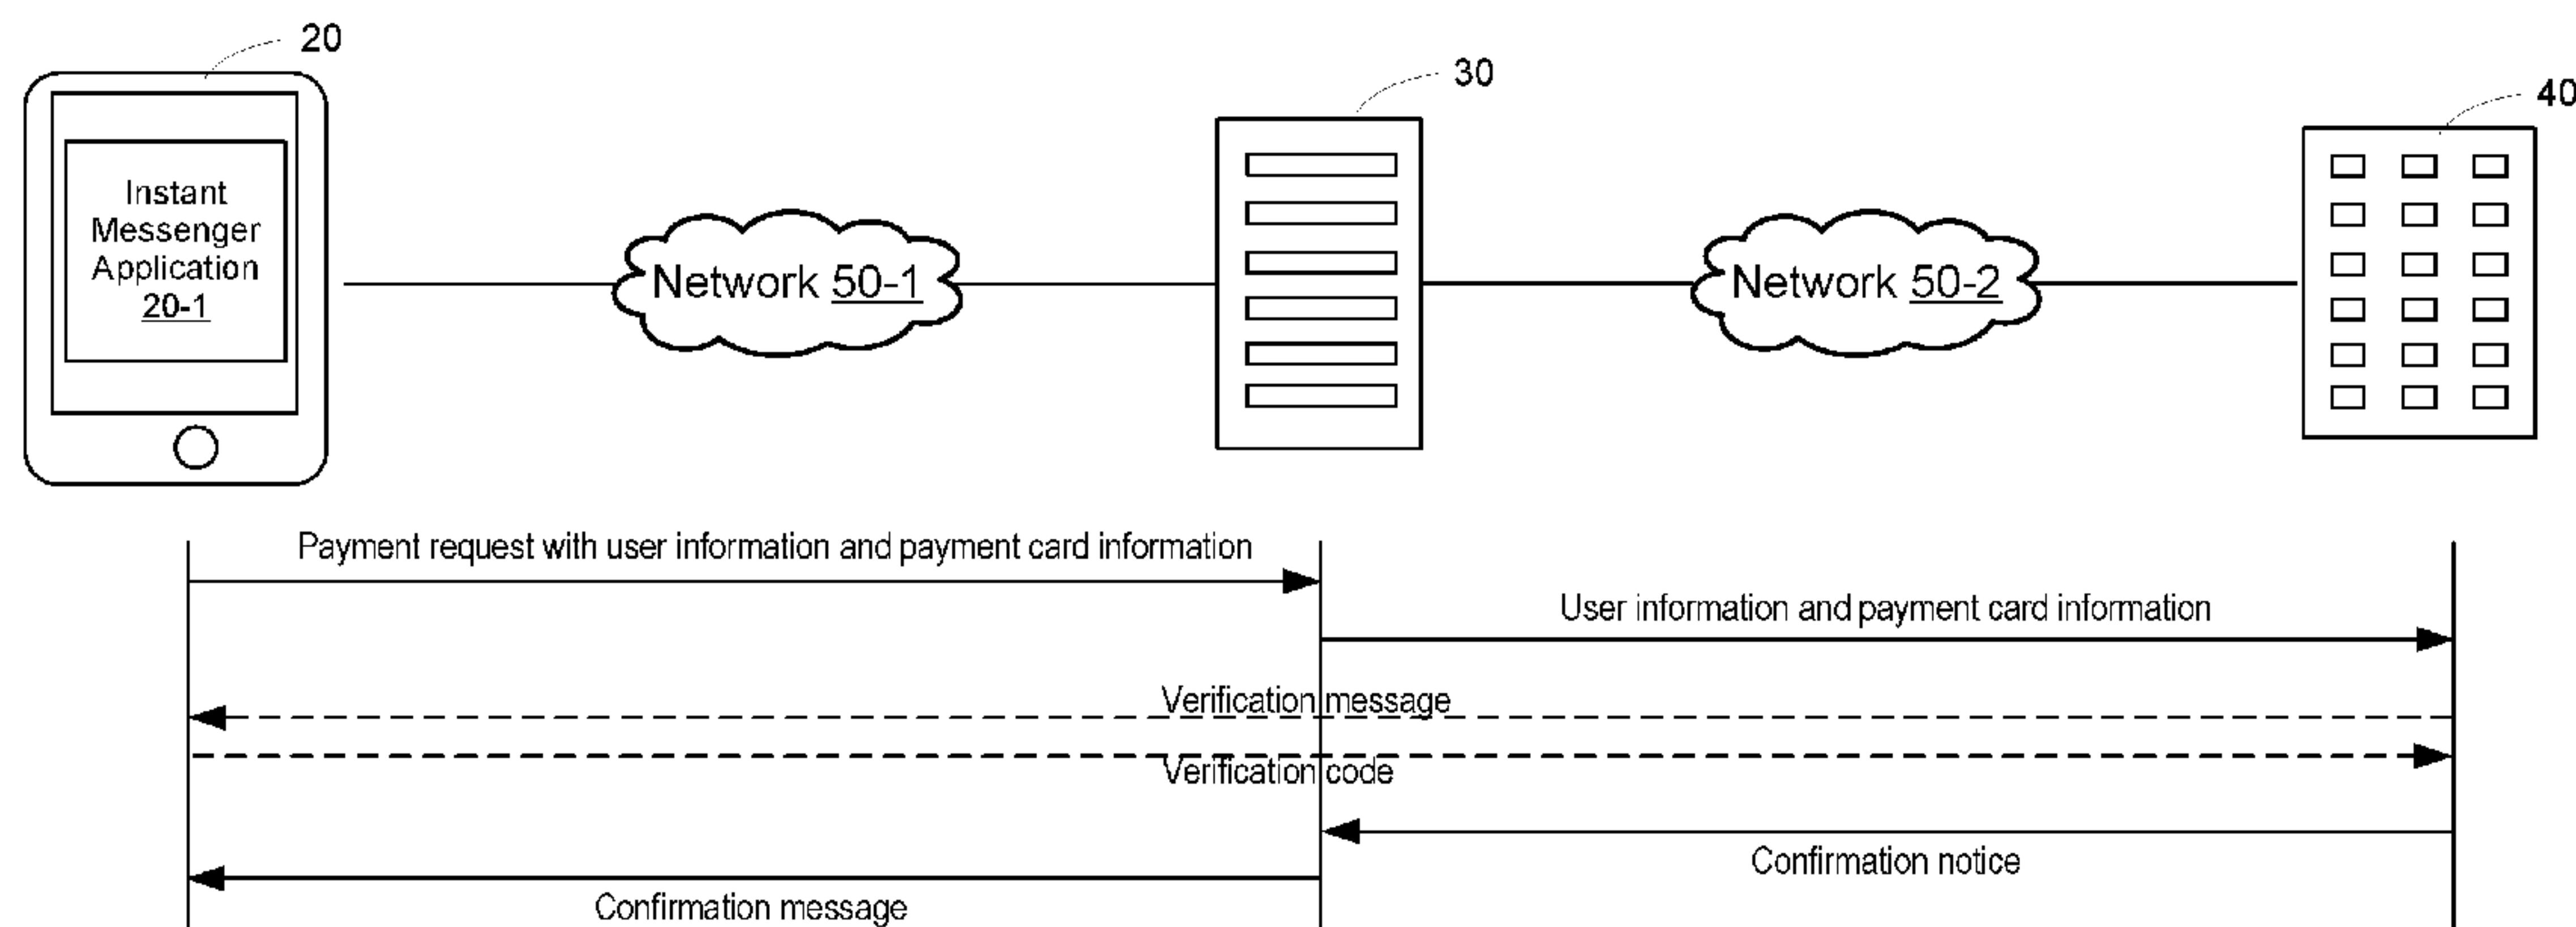 20
30
40
Instant
Messenger
Application
20-1
Network 50-1
Network 50-2
Payment request with user information and payment card information
User information and payment card information
Verification message
Verification code
Confirmation notice
Confirmation message